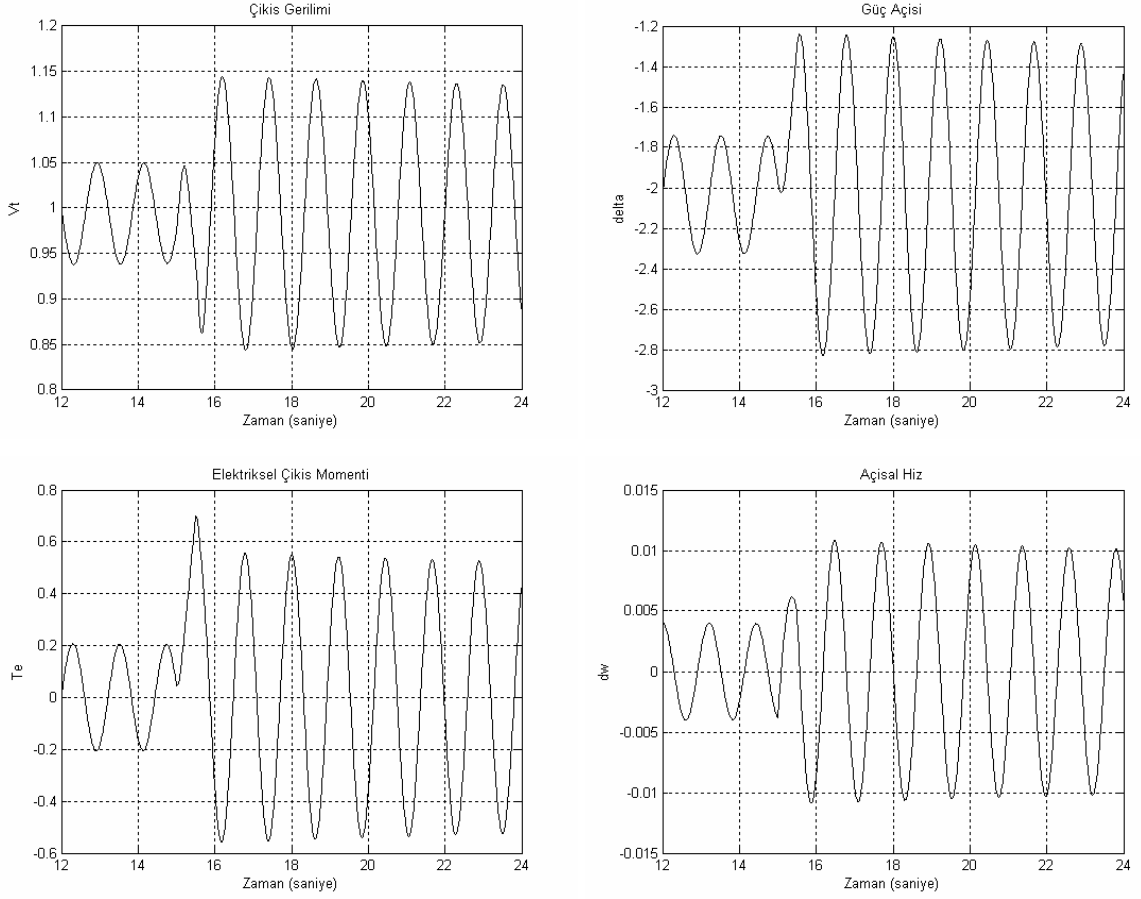 Çikis Gerilimi
1.2
1.15
1.1
1.05
1
0.95
0.9
0.85
0.8
Vt
12 14 16 18 20 22 24
Zaman (saniye)
Güç Açisi
-1.2
-1.4
-1.6
-1.8
-2
-2.2
-2.4
-2.6
-2.8
-3
delta
12 14 16 18 20 22 24
Zaman (saniye)
Elektriksel Çikis Momenti
0.8
0.6
0.4
0.2
0
-0.2
-0.4
-0.6
Te
12 14 16 18 20 22 24
Zaman (saniye)
Açisal Hiz
0.015
0.01
0.005
0
-0.005
-0.01
-0.015
dw
12 14 16 18 20 22 24
Zaman (saniye)